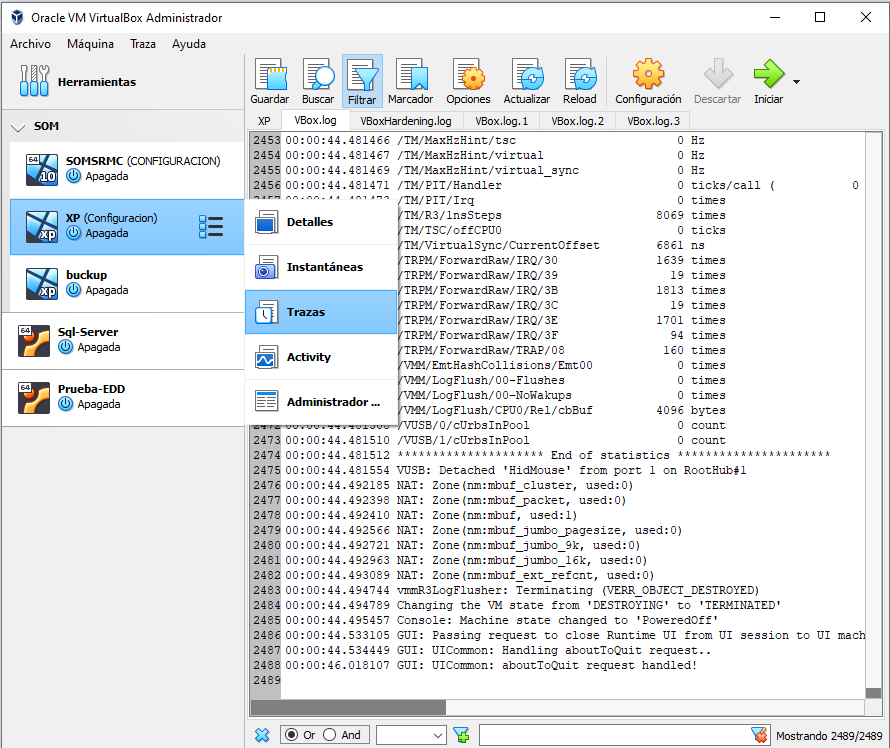 Oracle VM VirtualBox Administrador
Archivo Máquina Traza Ayuda
Herramientas
Guardar Buscar Filtrar Marcador Opciones Actualizar Reload Configuración Descartar Iniciar
SOM
XP VBox.log VBoxHardening.log VBox.log.1 VBox.log.2 VBox.log.3
64 10 SOMSRMC (CONFIGURACION)
Apagada
xp XP (Configuracion)
Apagada
xp buckup
Apagada
64 Sql-Server
Apagada
64 Prueba-EDD
Apagada
Detalles
Instantáneas
Trazas
Activity
Administrador ...
2453 00:00:44.481466 /TM/MaxHzHint/tsc 0 Hz
2454 00:00:44.481467 /TM/MaxHzHint/virtual 0 Hz
2455 00:00:44.481469 /TM/MaxHzHint/virtual_sync 0 Hz
2456 00:00:44.481471 /TM/PIT/Handler 0 ticks/call ( 0
/TM/PIT/Irq 0 times
/TM/R3/1nsSteps 8069 times
/TM/TSC/offCPU0 0 ticks
/TM/VirtualSync/CurrentOffset 6861 ns
/TRPM/ForwardRaw/IRQ/30 1639 times
/TRPM/ForwardRaw/IRQ/39 19 times
/TRPM/ForwardRaw/IRQ/3B 1813 times
/TRPM/ForwardRaw/IRQ/3C 19 times
/TRPM/ForwardRaw/IRQ/3E 1701 times
/TRPM/ForwardRaw/IRQ/3F 94 times
/TRPM/ForwardRaw/TRAP/08 160 times
/VMM/EmtHashCollisions/Emt00 0 times
/VMM/LogFlush/00-Flushes 0 times
/VMM/LogFlush/00-NoWakups 0 times
/VMM/LogFlush/CPU0/Rel/cbBuf 4096 bytes
/VUSB/0/cUrbsInPool 0 count
2473 00:00:44.481510 /VUSB/1/cUrbsInPool 0 count
2474 00:00:44.481512 ********************* End of statistics **********************
2475 00:00:44.481554 VUSB: Detached 'HidMouse' from port 1 on RootHub#1
2476 00:00:44.492185 NAT: Zone(nm:mbuf_cluster, used:0)
2477 00:00:44.492398 NAT: Zone(nm:mbuf_packet, used:0)
2478 00:00:44.492410 NAT: Zone(nm:mbuf, used:1)
2479 00:00:44.492566 NAT: Zone(nm:mbuf_jumbo_pagesize, used:0)
2480 00:00:44.492721 NAT: Zone(nm:mbuf_jumbo_9k, used:0)
2481 00:00:44.492963 NAT: Zone(nm:mbuf_jumbo_16k, used:0)
2482 00:00:44.493089 NAT: Zone(nm:mbuf_ext_refcnt, used:0)
2483 00:00:44.494744 vmmR3LogFlusher: Terminating (VERR_OBJECT_DESTROYED)
2484 00:00:44.494789 Changing the VM state from 'DESTROYING' to 'TERMINATED'
2485 00:00:44.495457 Console: Machine state changed to 'PoweredOff'
2486 00:00:44.533105 GUI: Passing request to close Runtime UI from UI session to UI mach
2487 00:00:44.534449 GUI: UICommon: Handling aboutToQuit request..
2488 00:00:46.018107 GUI: UICommon: aboutToQuit request handled!
2489
Or And Mostrando 2489/2489